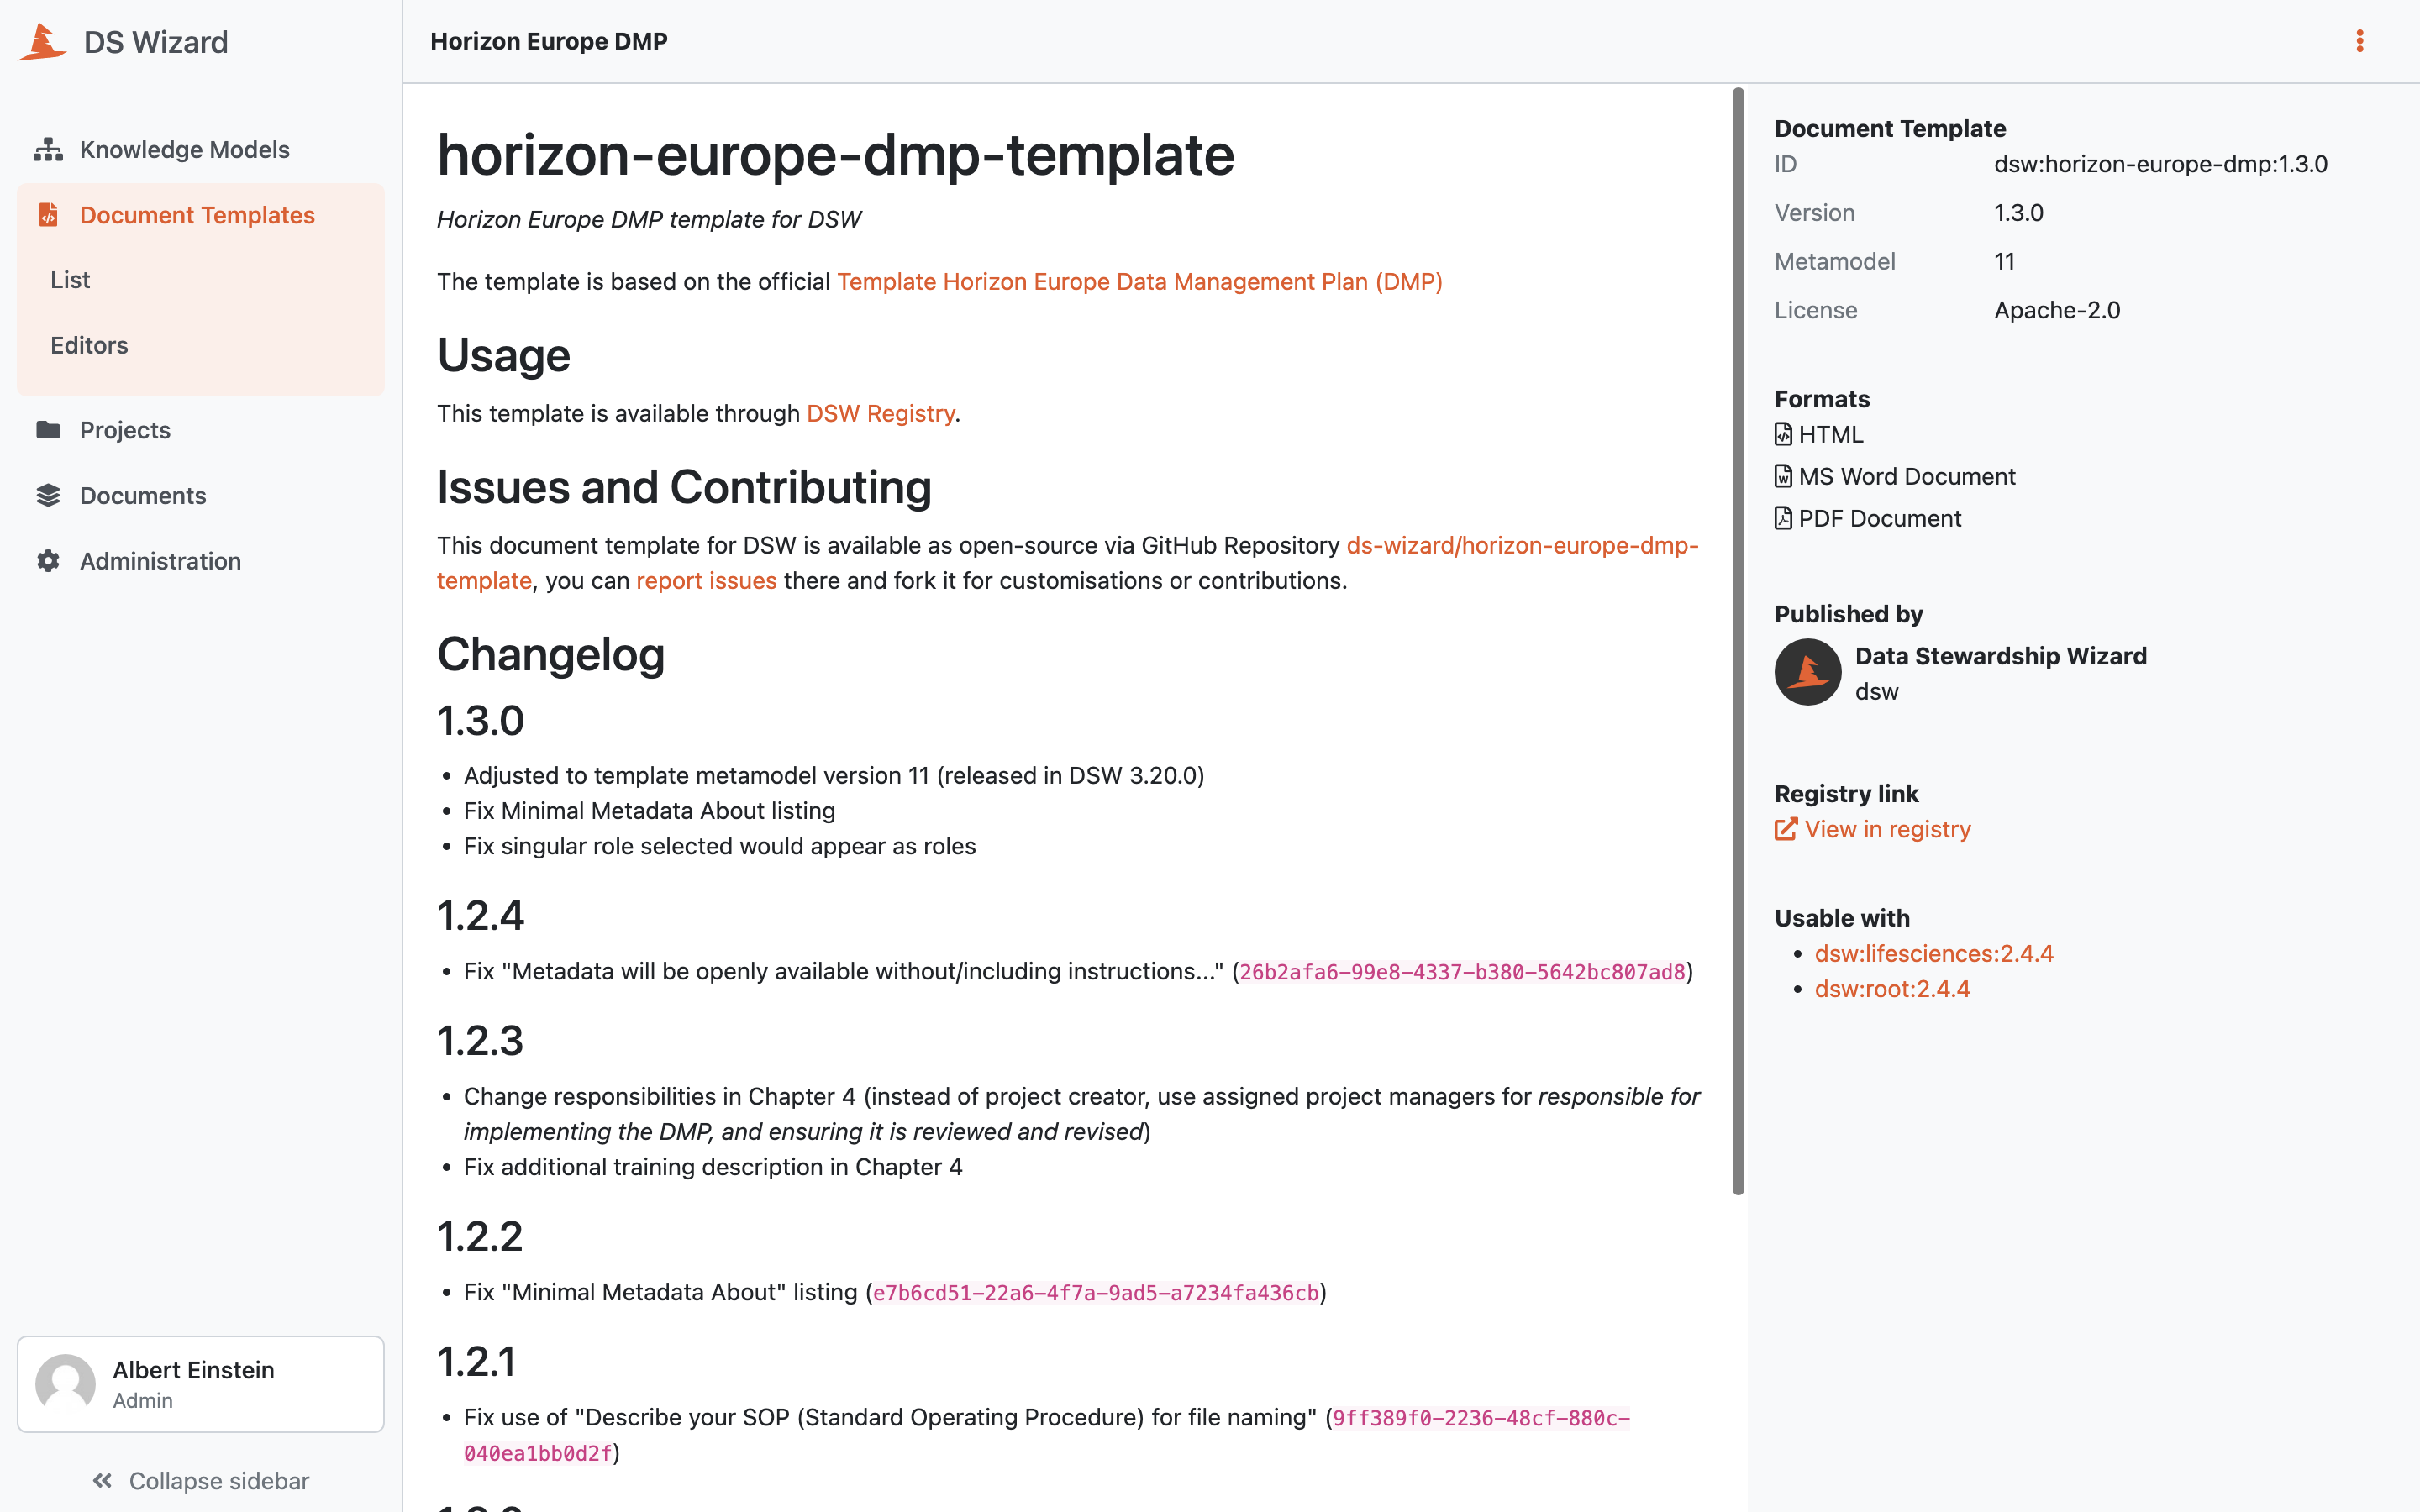 DS Wizard
Knowledge Models
Document Templates
List
Editors
Projects
Documents
Administration
Albert Einstein
Admin
Collapse sidebar
Horizon Europe DMP
horizon-europe-dmp-template
Horizon Europe DMP template for DSW
The template is based on the official Template Horizon Europe Data Management Plan (DMP)
Usage
This template is available through DSW Registry.
Issues and Contributing
This document template for DSW is available as open-source via GitHub Repository ds-wizard/horizon-europe-dmp-
template, you can report issues there and fork it for customisations or contributions.
Changelog
1.3.0
• Adjusted to template metamodel version 11 (released in DSW 3.20.0)
• Fix Minimal Metadata About listing
• Fix singular role selected would appear as roles
1.2.4
• Fix "Metadata will be openly available without/including instructions..." (26b2afa6-99e8-4337-b380-5642bc807ad8)
1.2.3
• Change responsibilities in Chapter 4 (instead of project creator, use assigned project managers for responsible for
implementing the DMP, and ensuring it is reviewed and revised)
• Fix additional training description in Chapter 4
1.2.2
• Fix "Minimal Metadata About" listing (e7b6cd51-22a6-4f7a-9ad5-a7234fa436cb)
1.2.1
• Fix use of "Describe your SOP (Standard Operating Procedure) for file naming" (9ff389f0-2236-48cf-880c-
040ea1bb0d2f)
Document Template
ID dsw:horizon-europe-dmp:1.3.0
Version 1.3.0
Metamodel 11
License Apache-2.0
Formats
HTML
MS Word Document
PDF Document
Published by
Data Stewardship Wizard
dsw
Registry link
View in registry
Usable with
• dsw:lifesciences:2.4.4
• dsw:root:2.4.4